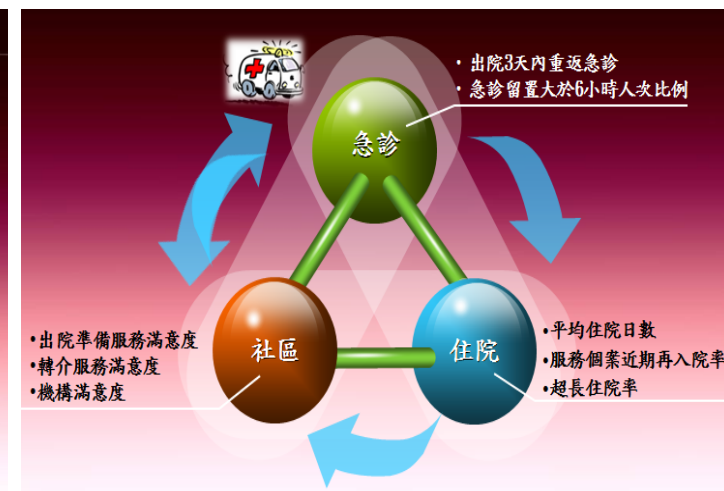 • 出院3天內重返急診
• 急診留置大於6小時人次比例
急診
社區
住院
•出院準備服務滿意度
•轉介服務滿意度
•機構滿意度
•平均住院日數
•服務個案近期再入院率
•超長住院率